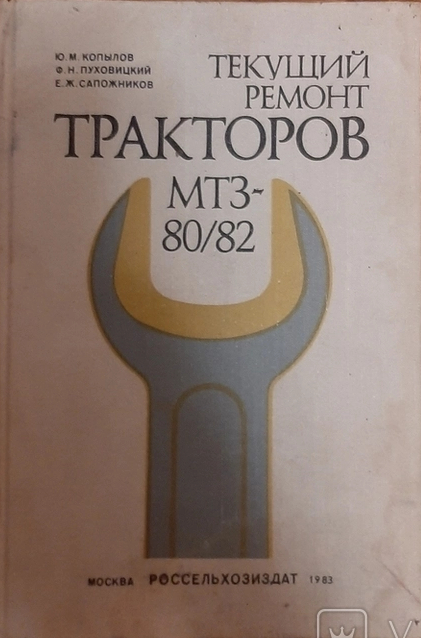 Ю. М. КОПЫЛОВ
Ф. Н. ПУХОВИЦКИЙ
Е. Ж. САПОЖНИКОВ
ТЕКУЩИЙ
РЕМОНТ
ТРАКТОРОВ
МТЗ-
80/82
МОСКВА РОССЕЛЬХОЗИЗДАТ 1983